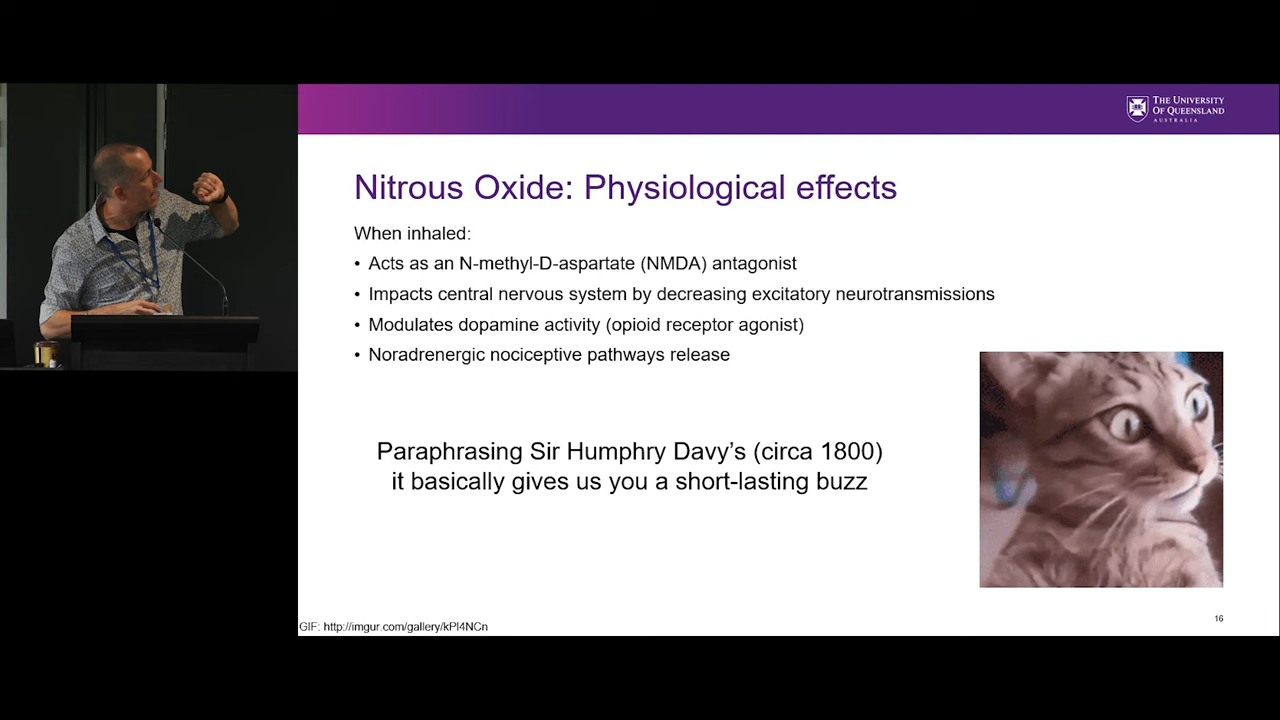 THE UNIVERSITY
OF QUEENSLAND
AUSTRALIA
Nitrous Oxide: Physiological effects
When inhaled:
• Acts as an N-methyl-D-aspartate (NMDA) antagonist
• Impacts central nervous system by decreasing excitatory neurotransmissions
• Modulates dopamine activity (opioid receptor agonist)
• Noradrenergic nociceptive pathways release
Paraphrasing Sir Humphry Davy’s (circa 1800)
it basically gives us you a short-lasting buzz
GIF: http://imgur.com/gallery/kPl4NCn
16